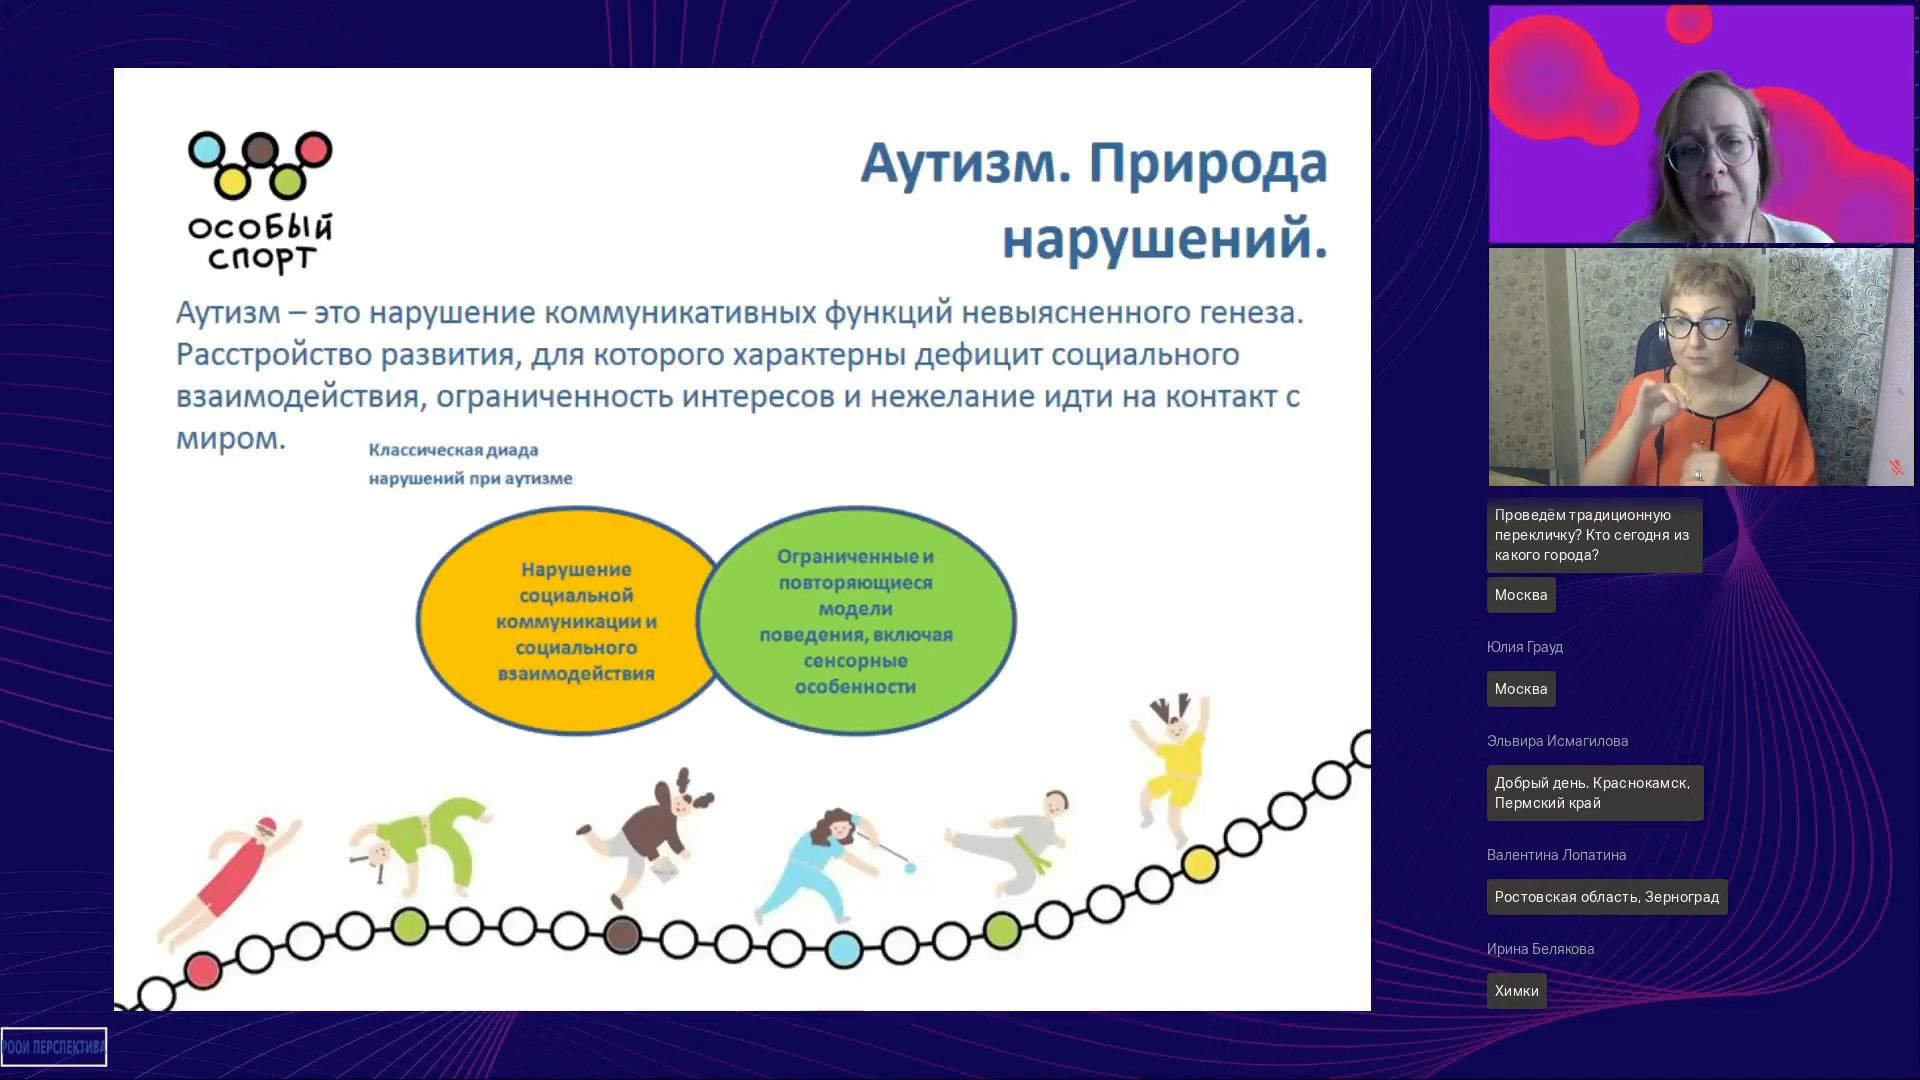 ОСОБЫЙ
СПОРТ
Аутизм. Природа
нарушений.
Аутизм – это нарушение коммуникативных функций невыясненного генеза.
Расстройство развития, для которого характерны дефицит социального
взаимодействия, ограниченность интересов и нежелание идти на контакт с
миром.
Классическая диада
нарушений при аутизме
Нарушение
социальной
коммуникации и
социального
взаимодействия
Ограниченные и
повторяющиеся
модели
поведения, включая
сенсорные
особенности
Проведём традиционную
перекличку? Кто сегодня из
какого города?
Москва
Юлия Грауд
Москва
Эльвира Исмагилова
Добрый день. Краснокамск,
Пермский край
Валентина Лопатина
Ростовская область, Зерноград
Ирина Белякова
Химки
РООИ ПЕРСПЕКТИВА